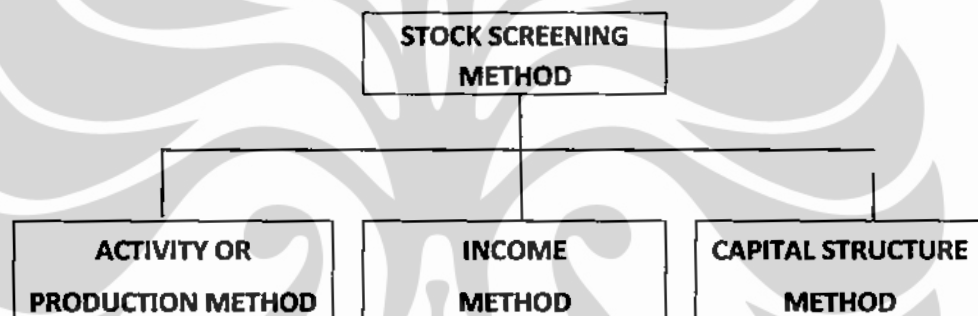 STOCK SCREENING
METHOD
ACTIVITY OR
PRODUCTION METHOD
INCOME
METHOD
CAPITAL STRUCTURE
METHOD